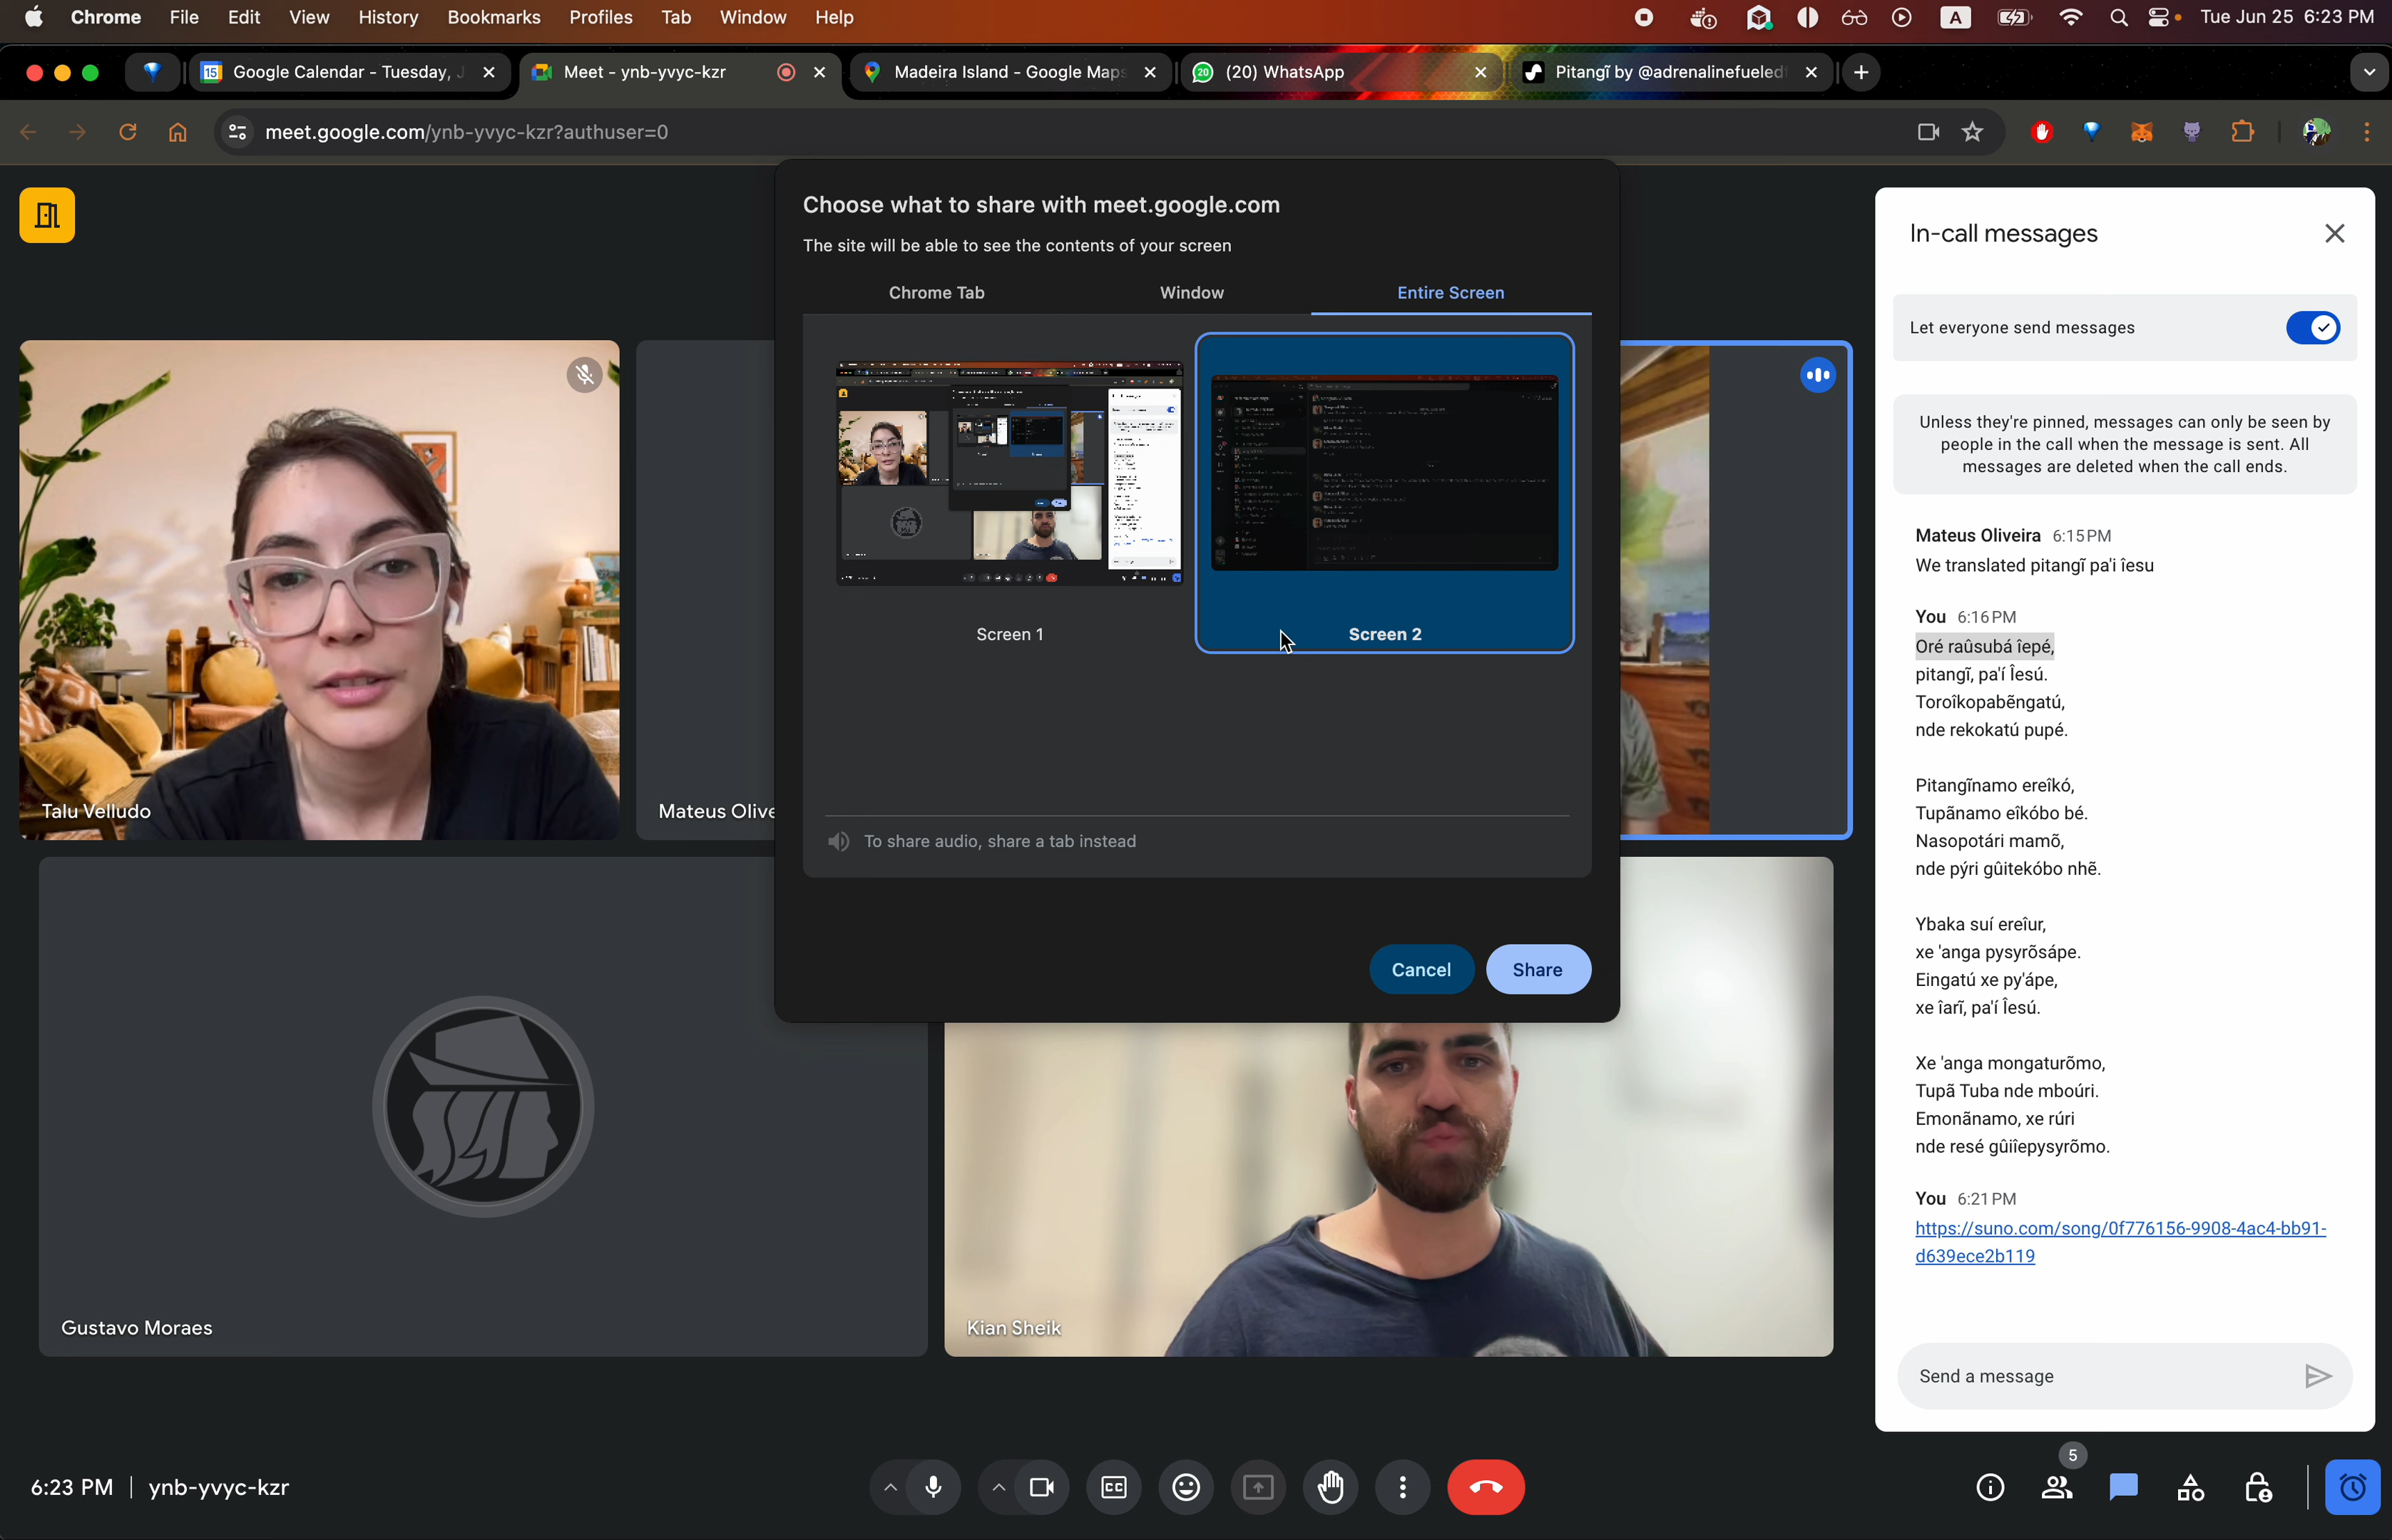 Chrome File Edit View History Bookmarks Profiles Tab Window Help
A
Tue Jun 25 6:23 PM
15 Google Calendar - Tuesday, J
Meet - ynb-yvyc-kzr
Madeira Island - Google Maps
20 (20) WhatsApp
Pitangĩ by @adrenalinefueled
meet.google.com/ynb-yvyc-kzr?authuser=0
Choose what to share with meet.google.com
The site will be able to see the contents of your screen
Chrome Tab Window Entire Screen
Screen 1
Screen 2
To share audio, share a tab instead
Cancel Share
Talu Velludo
Mateus Olive
Gustavo Moraes
Kian Sheik
In-call messages
Let everyone send messages
Unless they're pinned, messages can only be seen by
people in the call when the message is sent. All
messages are deleted when the call ends.
Mateus Oliveira 6:15 PM
We translated pitangĩ pa'i îesu
You 6:16 PM
Oré raûsubá îepé,
pitangĩ, pa'í Îesú.
Toroîkopabẽngatú,
nde rekokatú pupé.
Pitangĩnamo ereîkó,
Tupãnamo eîkóbo bé.
Nasopotári mamõ,
nde pýri gûitekóbo nhẽ.
Ybaka suí ereîur,
xe 'anga pysyrõsápe.
Eingatú xe py'ápe,
xe îarĩ, pa'í Îesú.
Xe 'anga mongaturõmo,
Tupã Tuba nde mboúri.
Emonãnamo, xe rúri
nde resé gûiîepysyrõmo.
You 6:21 PM
https://suno.com/song/0f776156-9908-4ac4-bb91-
d639ece2b119
Send a message
6:23 PM | ynb-yvyc-kzr
CC
5